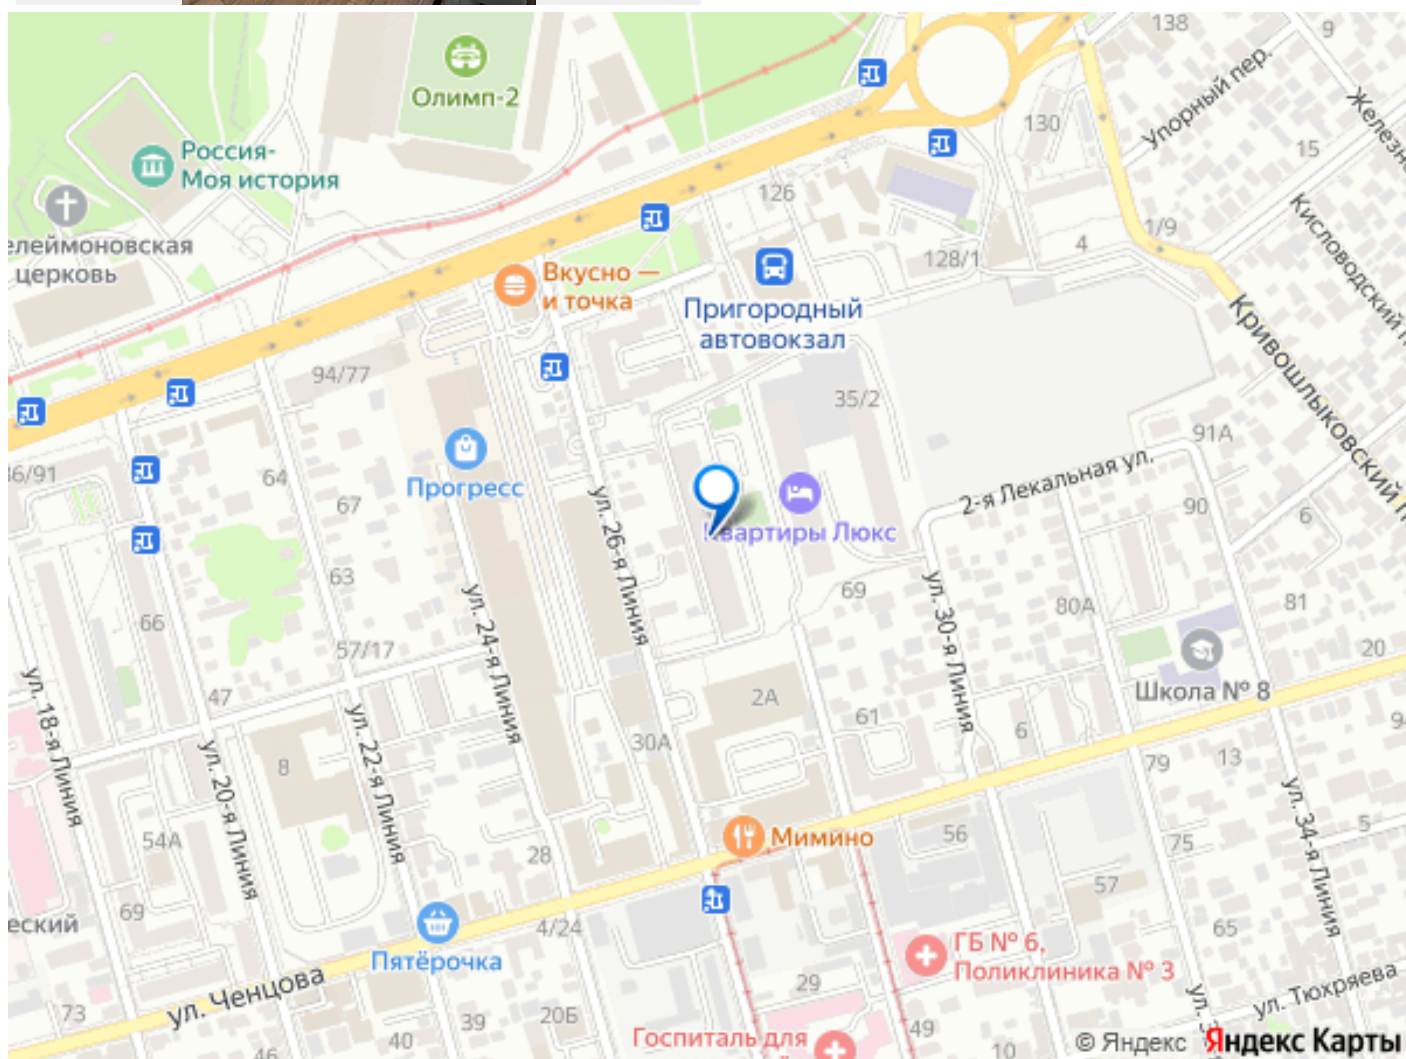 138
9
Олимп-2
Упорный пер.
130
15
Россия-
Моя история
126
Кисловодский
елеймоновская
церковь
1/9
4
128/1
Вкусно —
и точка
Пригородный
автовокзал
Кривошлыковский
94/77
35/2
91А
64
36/91
Прогресс
67
2-я Лекальная ул.
90
6
Квартиры Люкс
ул. 26-я Линия
63
69
80А
81
66
ул. 24-я Линия
ул. 30-я Линия
57/17
20
Школа № 8
47
2А
ул. 18-я Линия
61
6
30А
ул. 22-я Линия
ул. 20-я Линия
8
79
13
ул. 34-я Линия
54А
Мимино
56
75
5
28
57
69
еский
4/24
65
ГБ № 6,
Поликлиника № 3
Пятёрочка
ул. Ченцова
29
ул. Тюхряева
73
39
20Б
40
46
Госпиталь для
49
10
© Яндекс Яндекс Карты